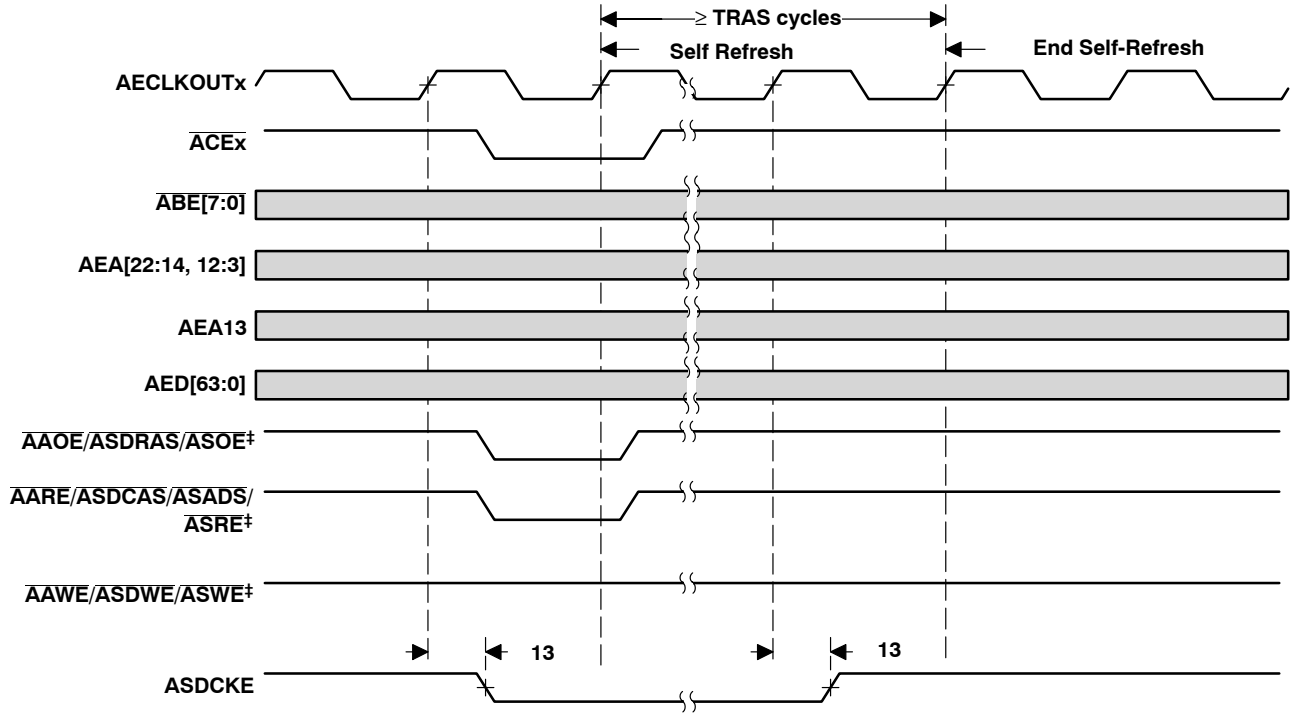 ≥ TRAS cycles
Self Refresh
End Self-Refresh
AECLKOUTx
ACEx
ABE[7:0]
AEA[22:14, 12:3]
AEA13
AED[63:0]
AAOE/ASDRAS/ASOE‡
AARE/ASDCAS/ASADS/
ASRE‡
AAWE/ASDWE/ASWE‡
13
13
ASDCKE